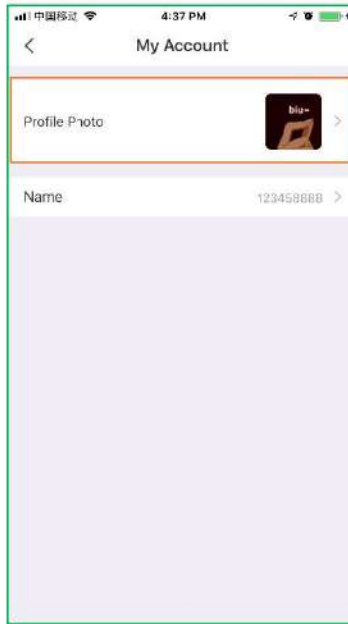 中国移动
4:37 PM
My Account
Profile Photo
biu~
Name
123458888